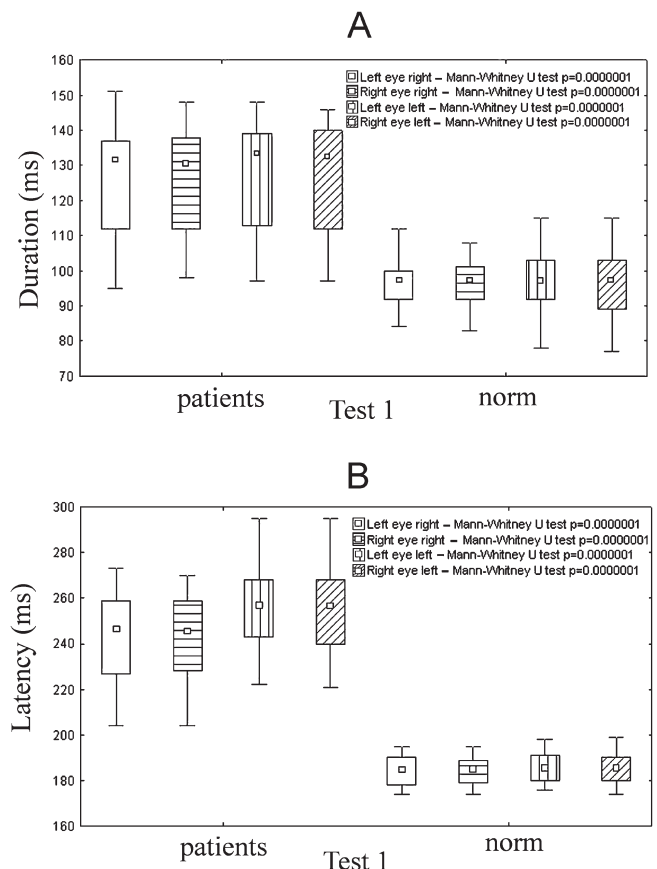 A
160
150
140
130
120
110
100
90
80
70
Duration (ms)
Left eye right – Mann-Whitney U test p=0.0000001
Right eye right – Mann-Whitney U test p=0.0000001
Left eye left – Mann-Whitney U test p=0.0000001
Right eye left – Mann-Whitney U test p=0.0000001
patients
norm
Test 1
B
300
280
260
240
220
200
180
160
Latency (ms)
Left eye right – Mann-Whitney U test p=0.0000001
Right eye right – Mann-Whitney U test p=0.0000001
Left eye left – Mann-Whitney U test p=0.0000001
Right eye left – Mann-Whitney U test p=0.0000001
patients
norm
Test 1